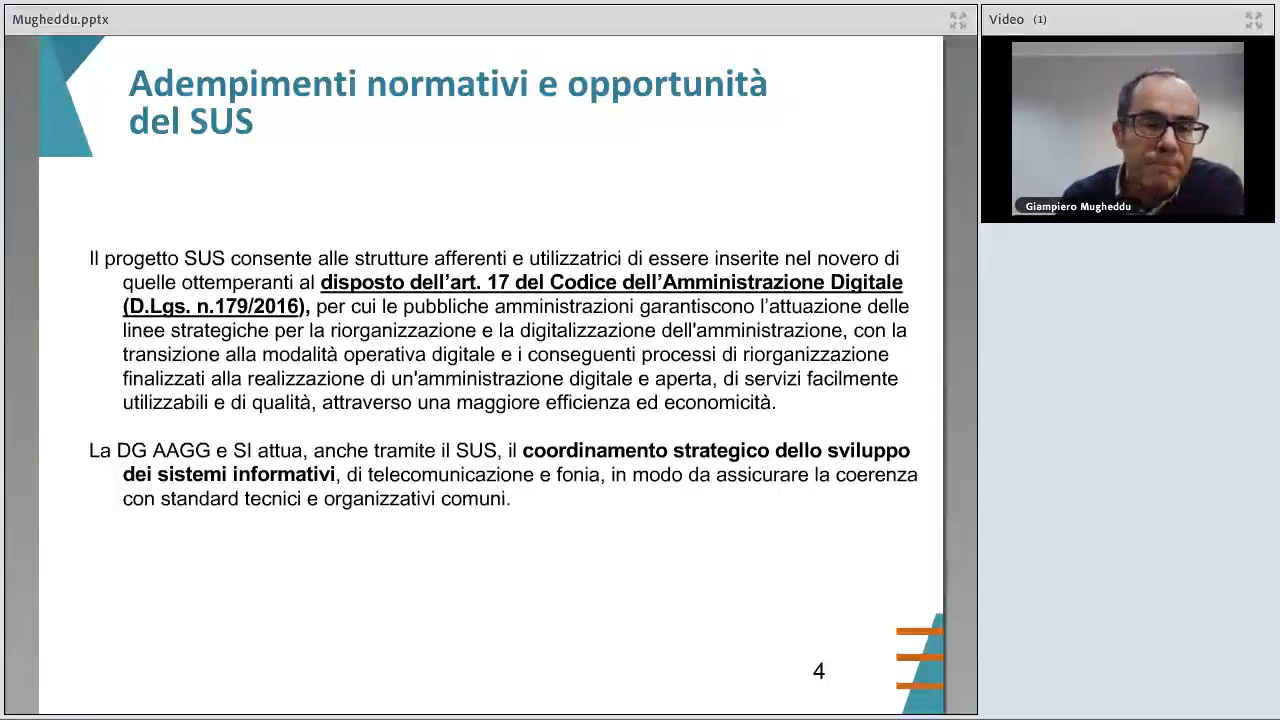 Mugheddu.pptx
Video (1)
Adempimenti normativi e opportunità
del SUS
Giampiero Mugheddu
Il progetto SUS consente alle strutture afferenti e utilizzatrici di essere inserite nel novero di
quelle ottemperanti al disposto dell’art. 17 del Codice dell’Amministrazione Digitale
(D.Lgs. n.179/2016), per cui le pubbliche amministrazioni garantiscono l’attuazione delle
linee strategiche per la riorganizzazione e la digitalizzazione dell'amministrazione, con la
transizione alla modalità operativa digitale e i conseguenti processi di riorganizzazione
finalizzati alla realizzazione di un'amministrazione digitale e aperta, di servizi facilmente
utilizzabili e di qualità, attraverso una maggiore efficienza ed economicità.
La DG AAGG e SI attua, anche tramite il SUS, il coordinamento strategico dello sviluppo
dei sistemi informativi, di telecomunicazione e fonia, in modo da assicurare la coerenza
con standard tecnici e organizzativi comuni.
4